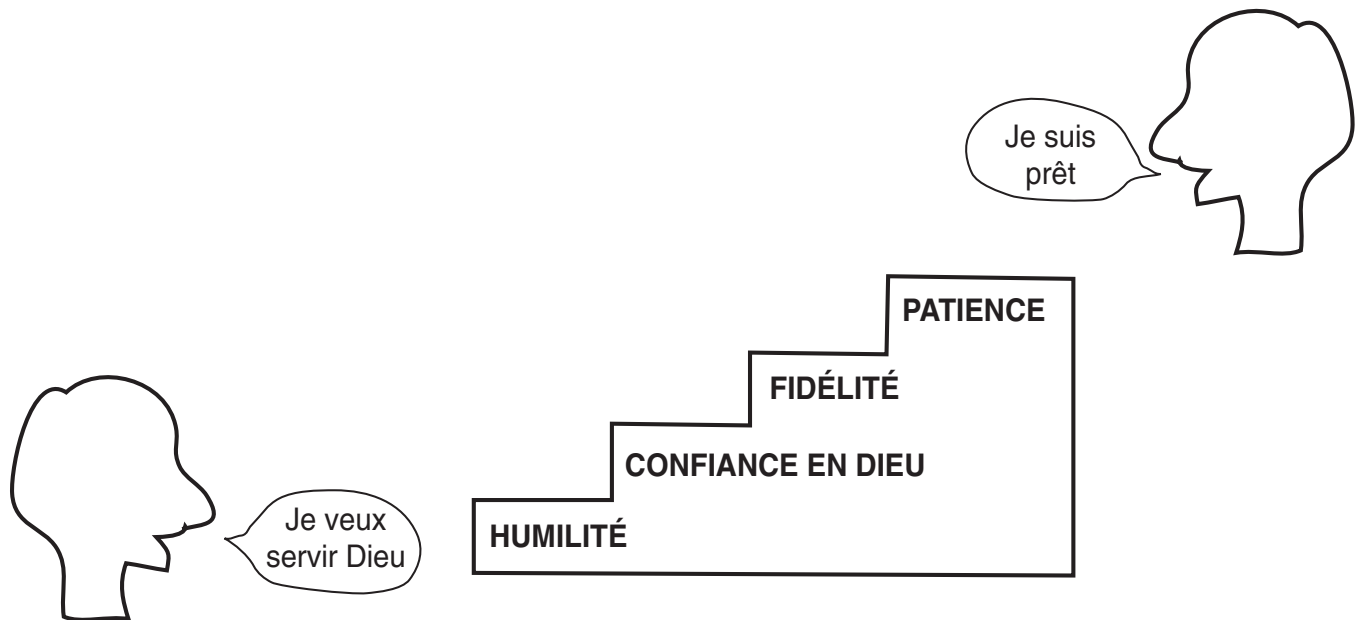 Je suis
prêt
PATIENCE
FIDÉLITÉ
CONFIANCE EN DIEU
HUMILITÉ
Je veux
servir Dieu